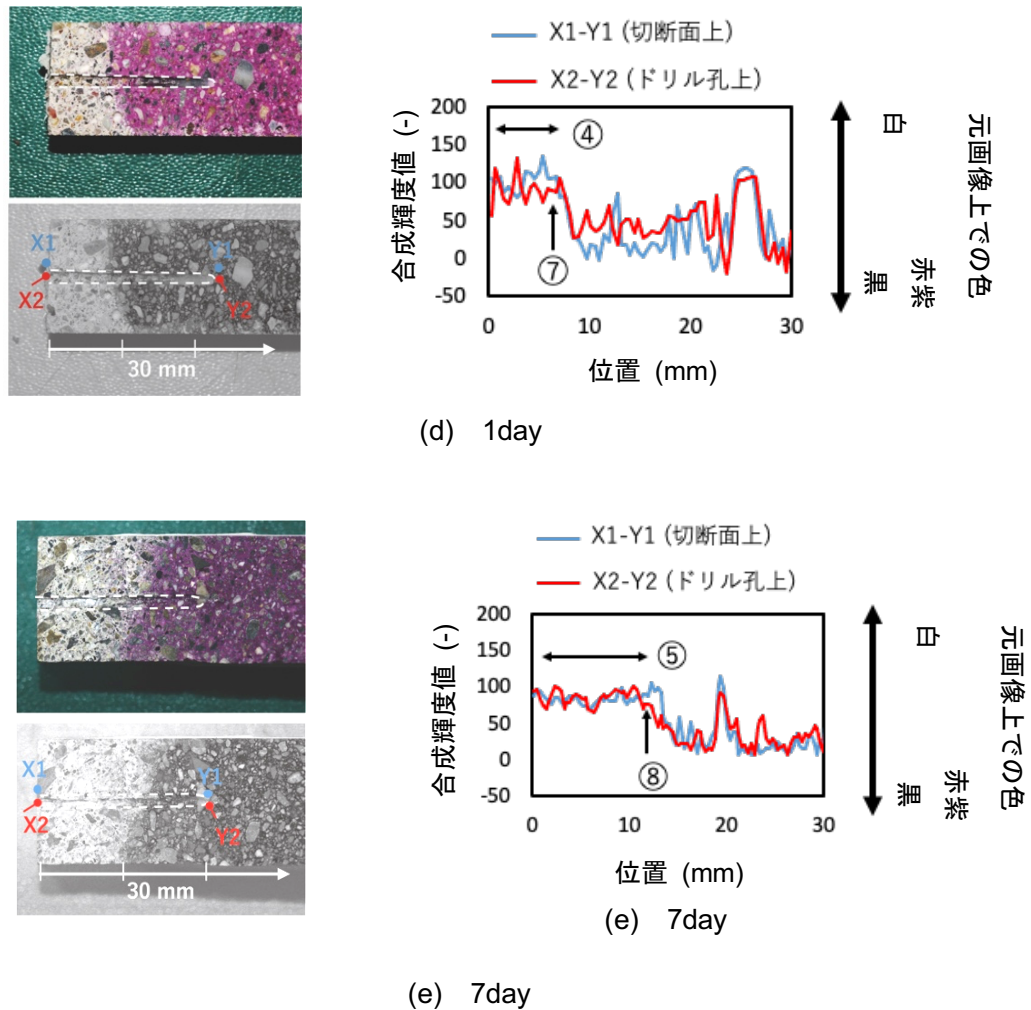 X1-Y1 (切断面上)
X2-Y2 (ドリル孔上)
200
150
100
50
0
-50
合成輝度値 (-)
④
⑦
0
10
20
30
位置 (mm)
白
赤紫
黒
元画像上での色
X1
Y1
X2
Y2
30 mm
(d) 1day
X1-Y1 (切断面上)
X2-Y2 (ドリル孔上)
200
150
100
50
0
-50
合成輝度値 (-)
⑤
⑧
0
10
20
30
位置 (mm)
白
赤紫
黒
元画像上での色
X1
Y1
X2
Y2
30 mm
(e) 7day
(e) 7day